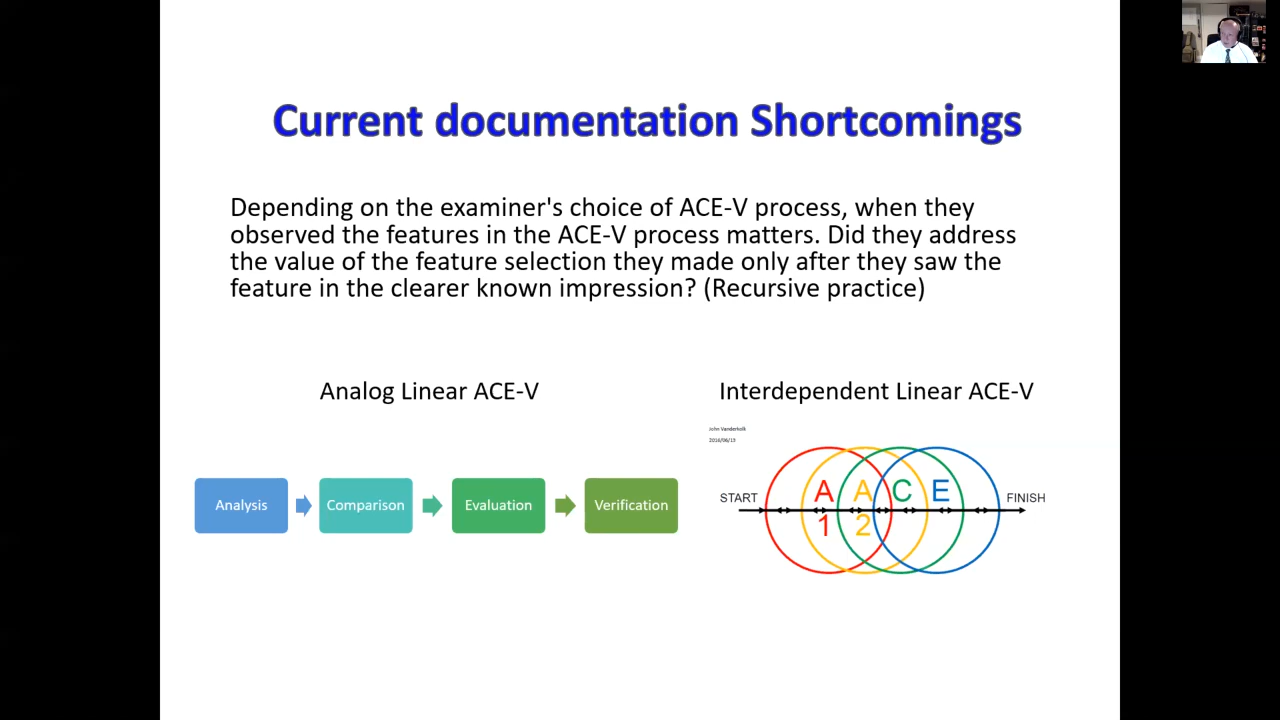 Current documentation Shortcomings
Depending on the examiner's choice of ACE-V process, when they
observed the features in the ACE-V process matters. Did they address
the value of the feature selection they made only after they saw the
feature in the clearer known impression? (Recursive practice)
Analog Linear ACE-V
Interdependent Linear ACE-V
John Vanderkolk
2016/06/13
Analysis
Comparison
Evaluation
Verification
START
A A C E
1 2
FINISH